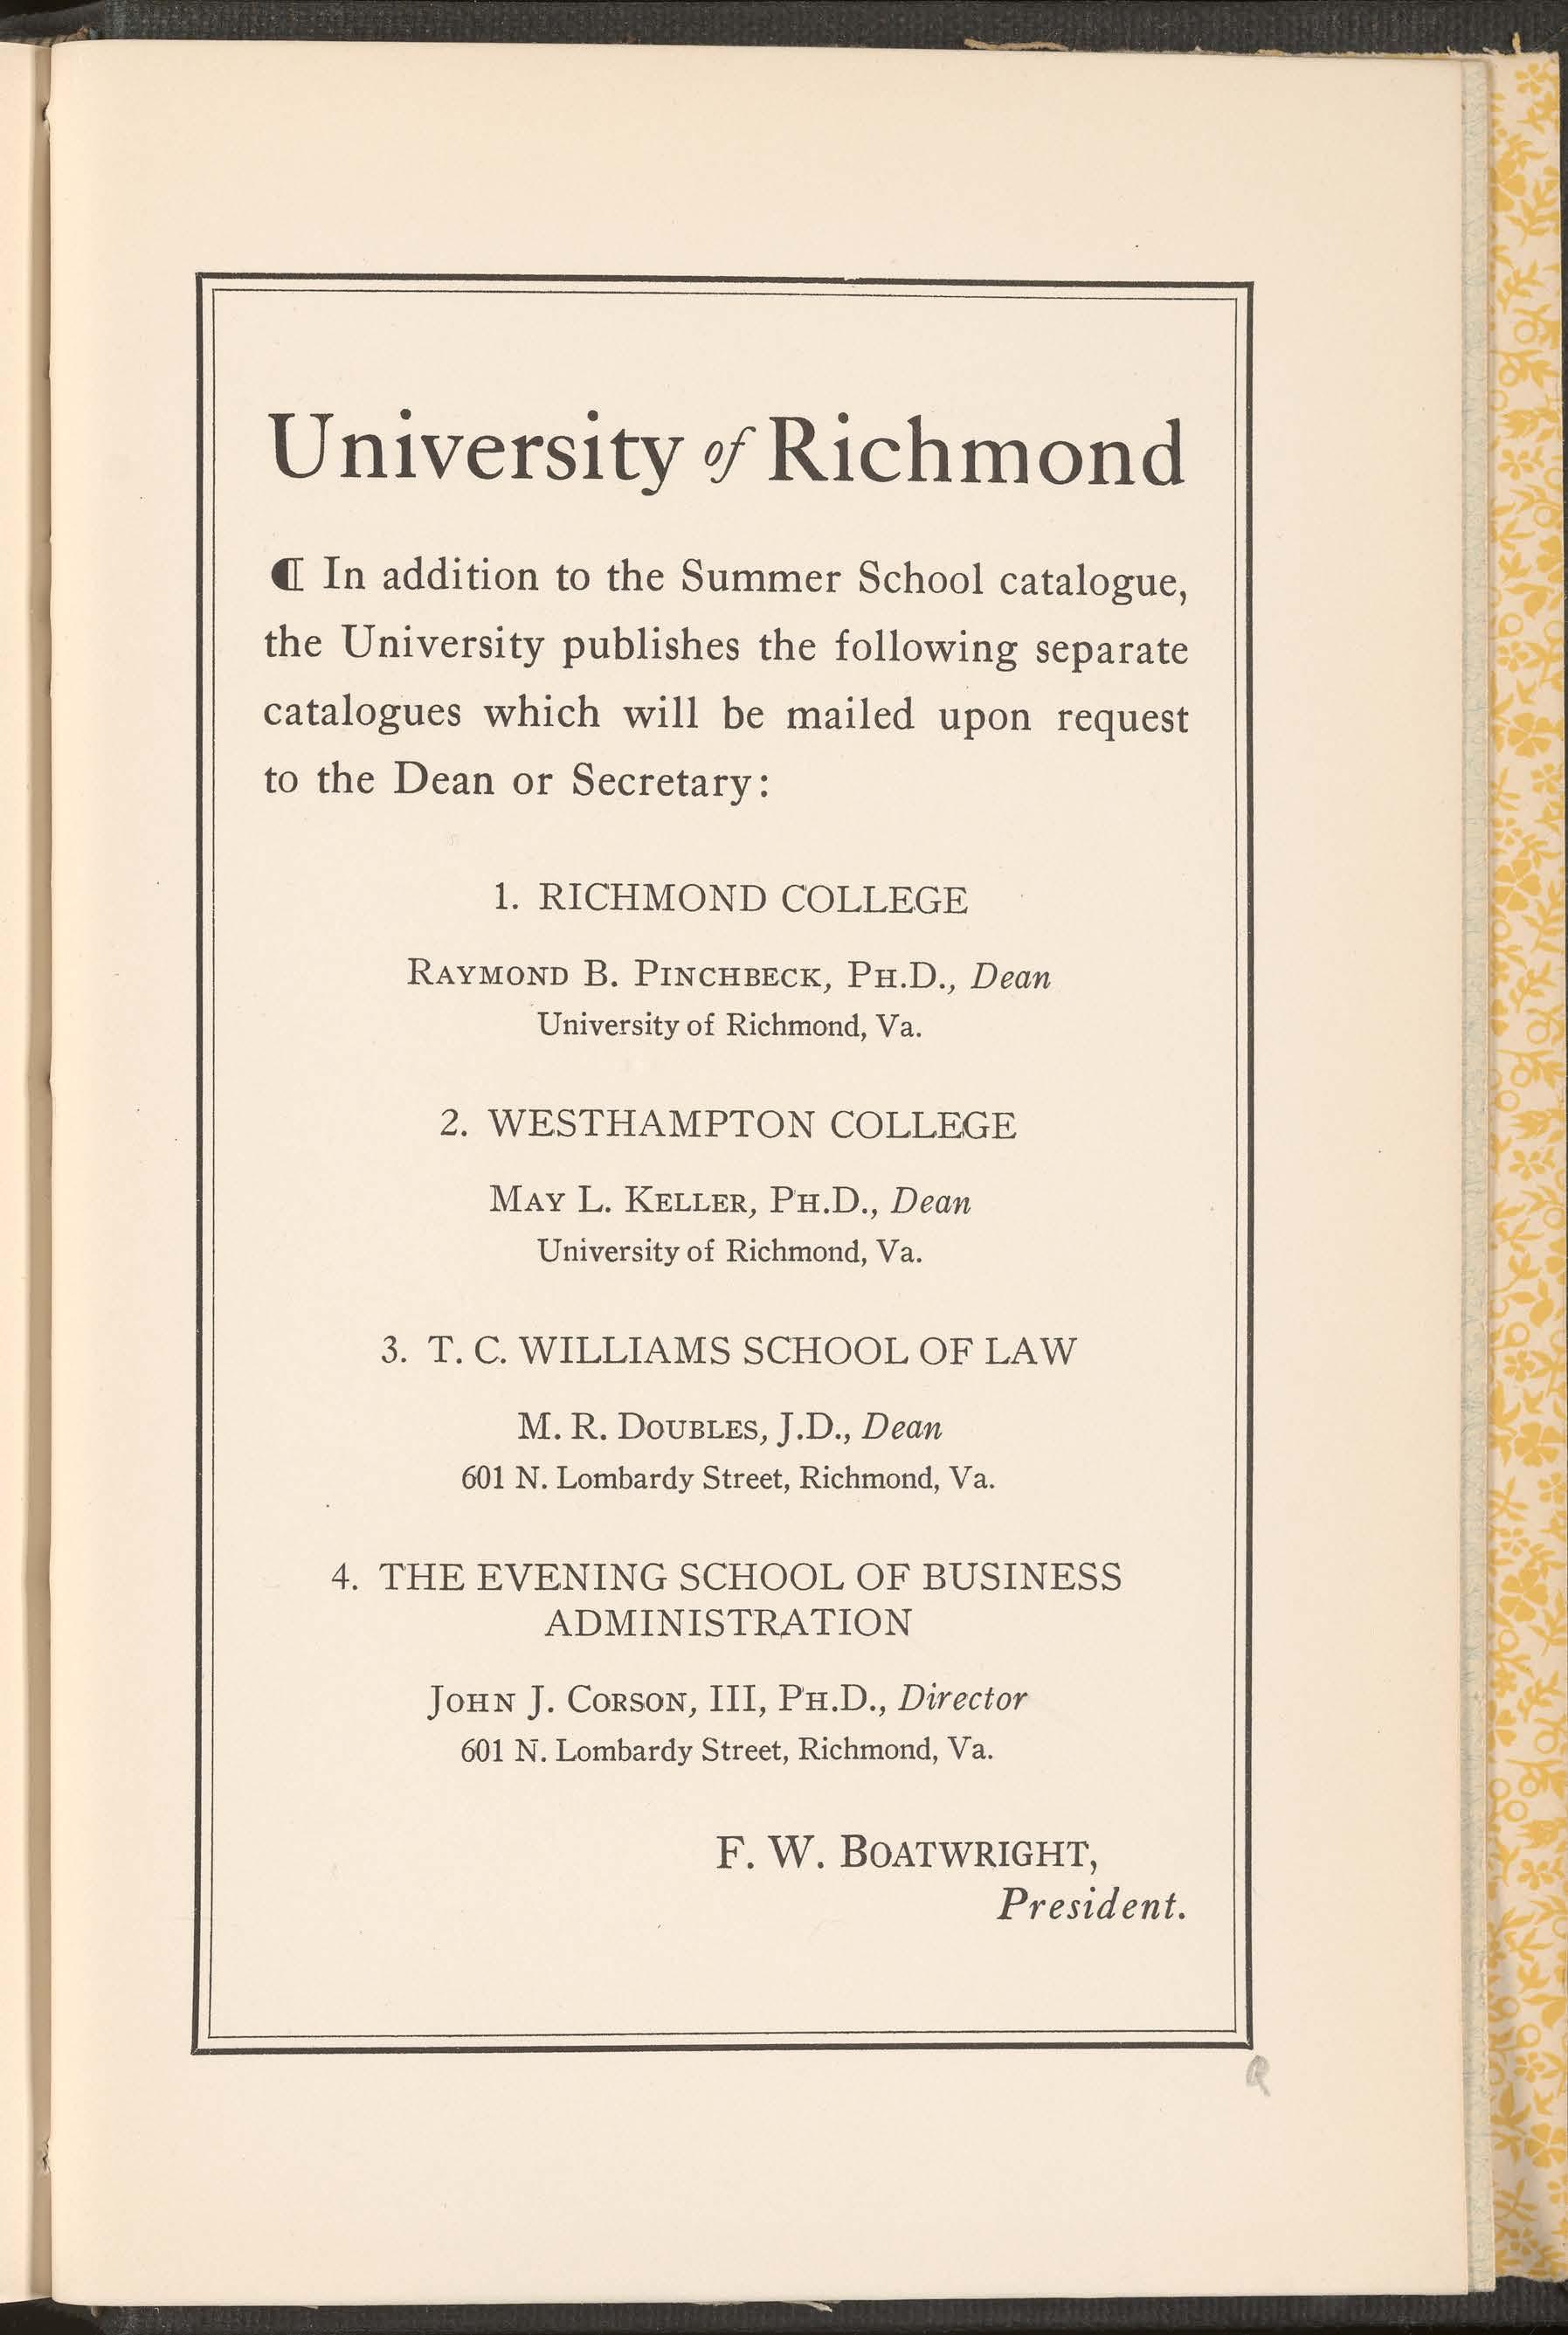 University of Richmond
¶ In addition to the Summer School catalogue,
the University publishes the following separate
catalogues which will be mailed upon request
to the Dean or Secretary:
1. RICHMOND COLLEGE
RAYMOND B. PINCHBECK, PH.D., Dean
University of Richmond, Va.
2. WESTHAMPTON COLLEGE
MAY L. KELLER, PH.D., Dean
University of Richmond, Va.
3. T. C. WILLIAMS SCHOOL OF LAW
M. R. DOUBLES, J.D., Dean
601 N. Lombardy Street, Richmond, Va.
4. THE EVENING SCHOOL OF BUSINESS
ADMINISTRATION
JOHN J. CORSON, III, PH.D., Director
601 N. Lombardy Street, Richmond, Va.
F. W. BOATWRIGHT,
President.